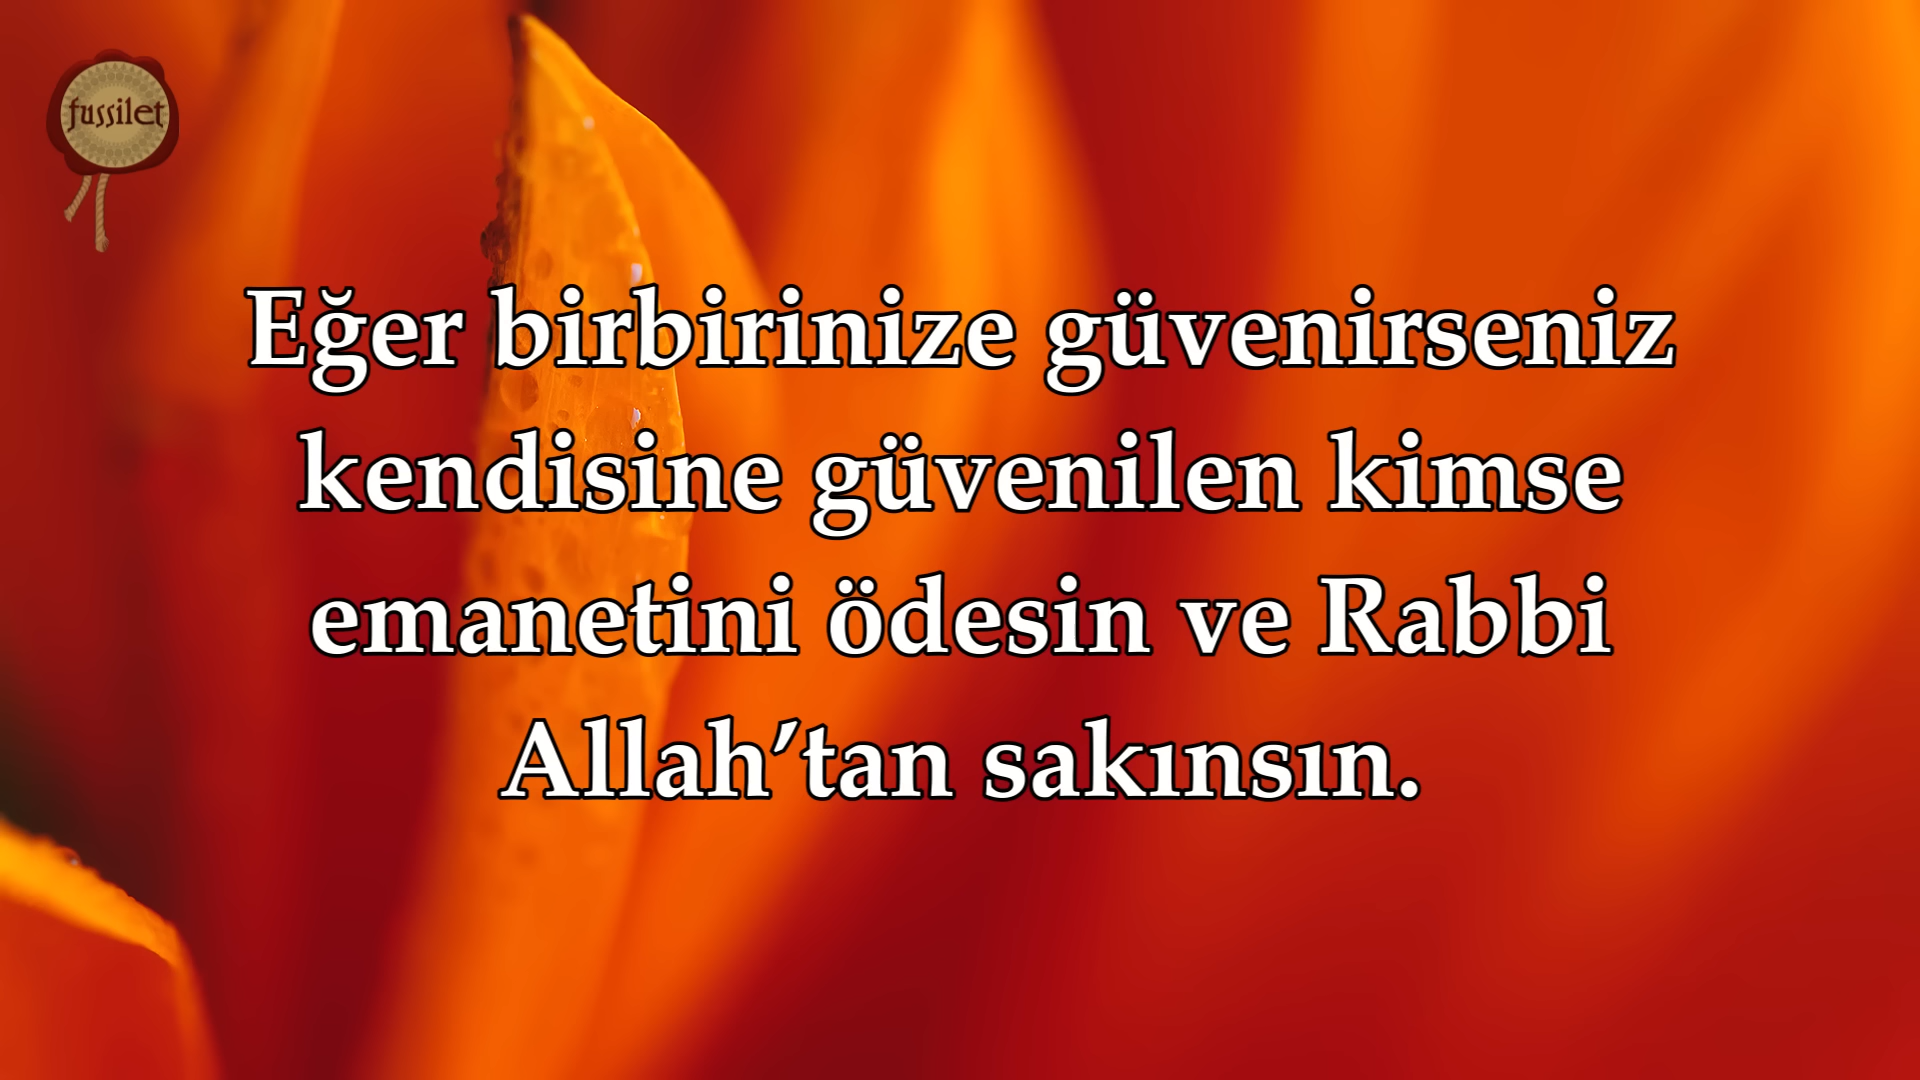 fussilet
Eğer birbirinize güvenirseniz
kendisine güvenilen kimse
emanetini ödesin ve Rabbi
Allah’tan sakınsın.